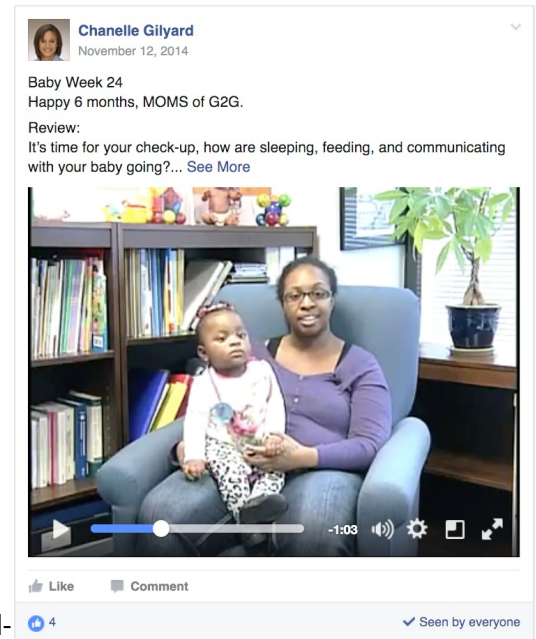 Chanelle Gilyard
November 12, 2014
Baby Week 24
Happy 6 months, MOMS of G2G.
Review:
It's time for your check-up, how are sleeping, feeding, and communicating
with your baby going?... See More
-1:03
Like Comment
4 Seen by everyone